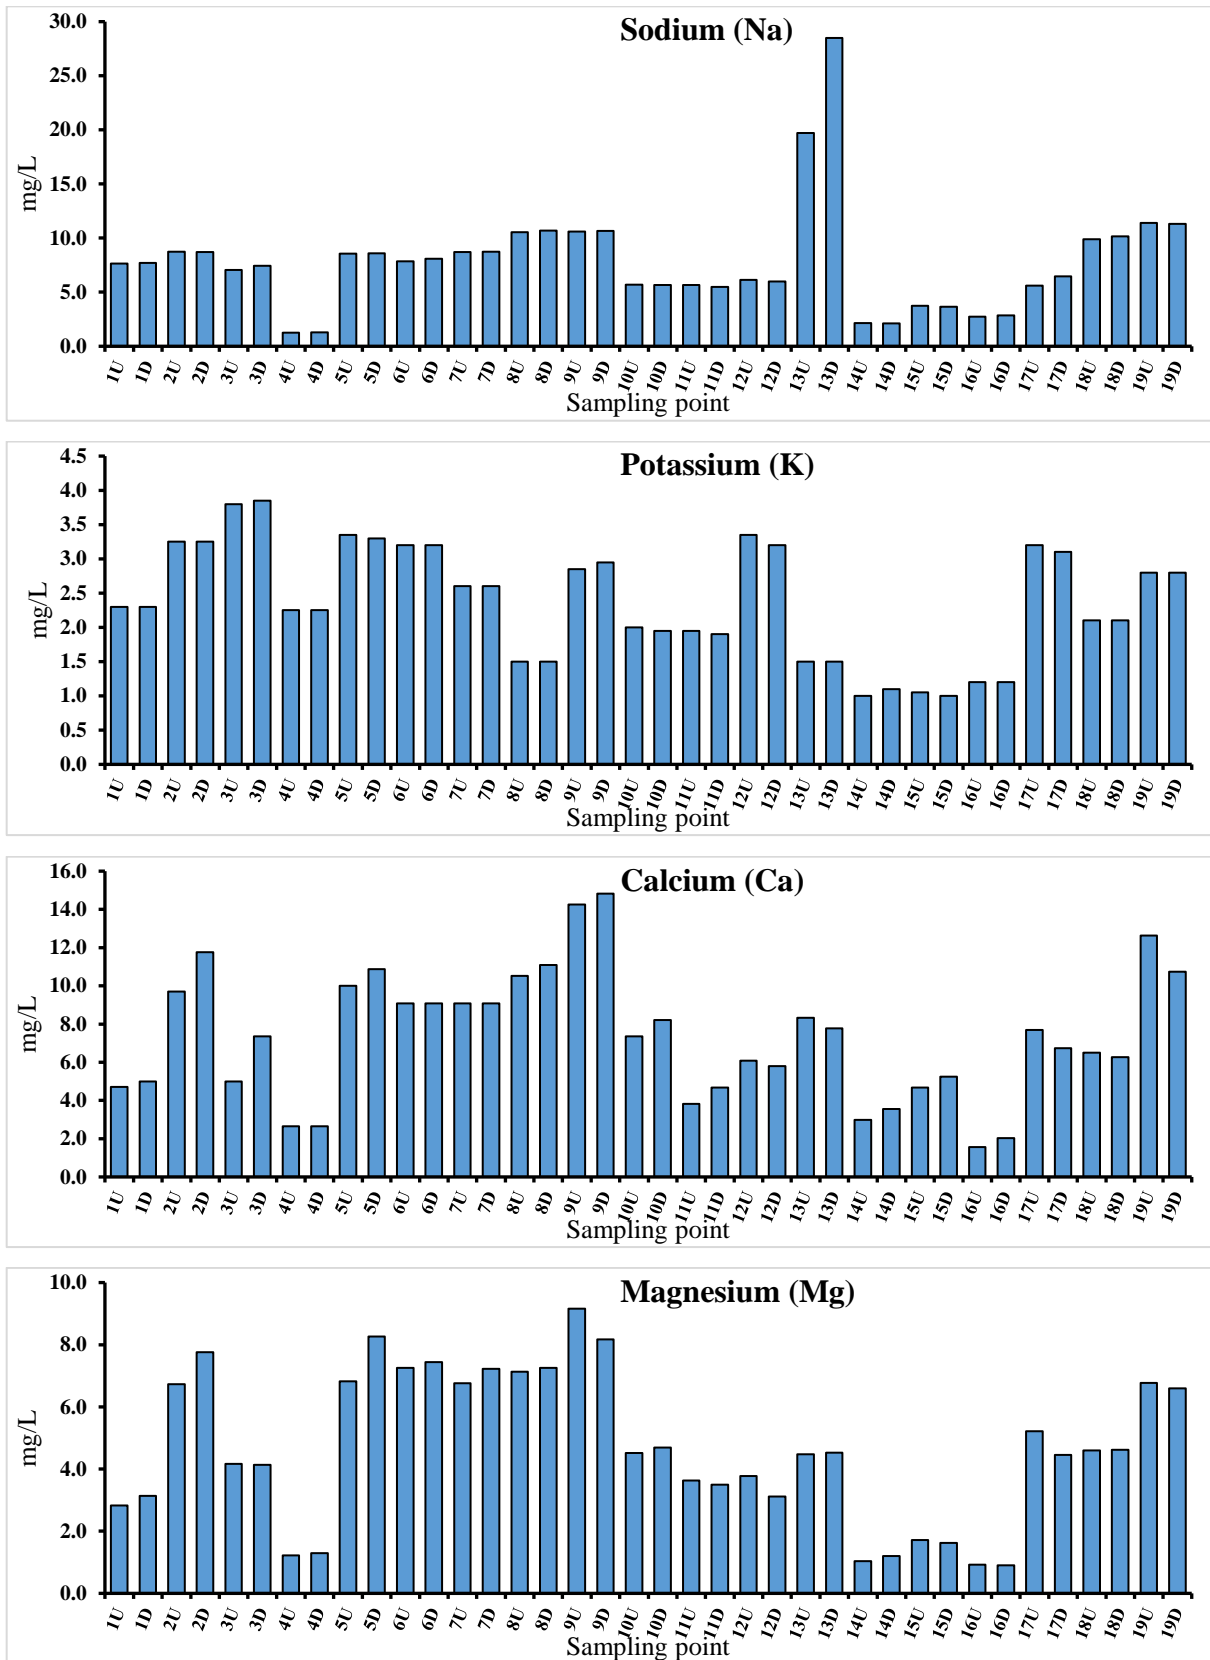 Sodium (Na)
30.0
25.0
20.0
15.0
10.0
5.0
0.0
mg/L
1U 1D 2U 2D 3U 3D 4U 4D 5U 5D 6U 6D 7U 7D 8U 8D 9U 9D 10U 10D 11U 11D 12U 12D 13U 13D 14U 14D 15U 15D 16U 16D 17U 17D 18U 18D 19U 19D
Sampling point
Potassium (K)
4.5
4.0
3.5
3.0
2.5
2.0
1.5
1.0
0.5
0.0
mg/L
1U 1D 2U 2D 3U 3D 4U 4D 5U 5D 6U 6D 7U 7D 8U 8D 9U 9D 10U 10D 11U 11D 12U 12D 13U 13D 14U 14D 15U 15D 16U 16D 17U 17D 18U 18D 19U 19D
Sampling point
Calcium (Ca)
16.0
14.0
12.0
10.0
8.0
6.0
4.0
2.0
0.0
mg/L
1U 1D 2U 2D 3U 3D 4U 4D 5U 5D 6U 6D 7U 7D 8U 8D 9U 9D 10U 10D 11U 11D 12U 12D 13U 13D 14U 14D 15U 15D 16U 16D 17U 17D 18U 18D 19U 19D
Sampling point
Magnesium (Mg)
10.0
8.0
6.0
4.0
2.0
0.0
mg/L
1U 1D 2U 2D 3U 3D 4U 4D 5U 5D 6U 6D 7U 7D 8U 8D 9U 9D 10U 10D 11U 11D 12U 12D 13U 13D 14U 14D 15U 15D 16U 16D 17U 17D 18U 18D 19U 19D
Sampling point